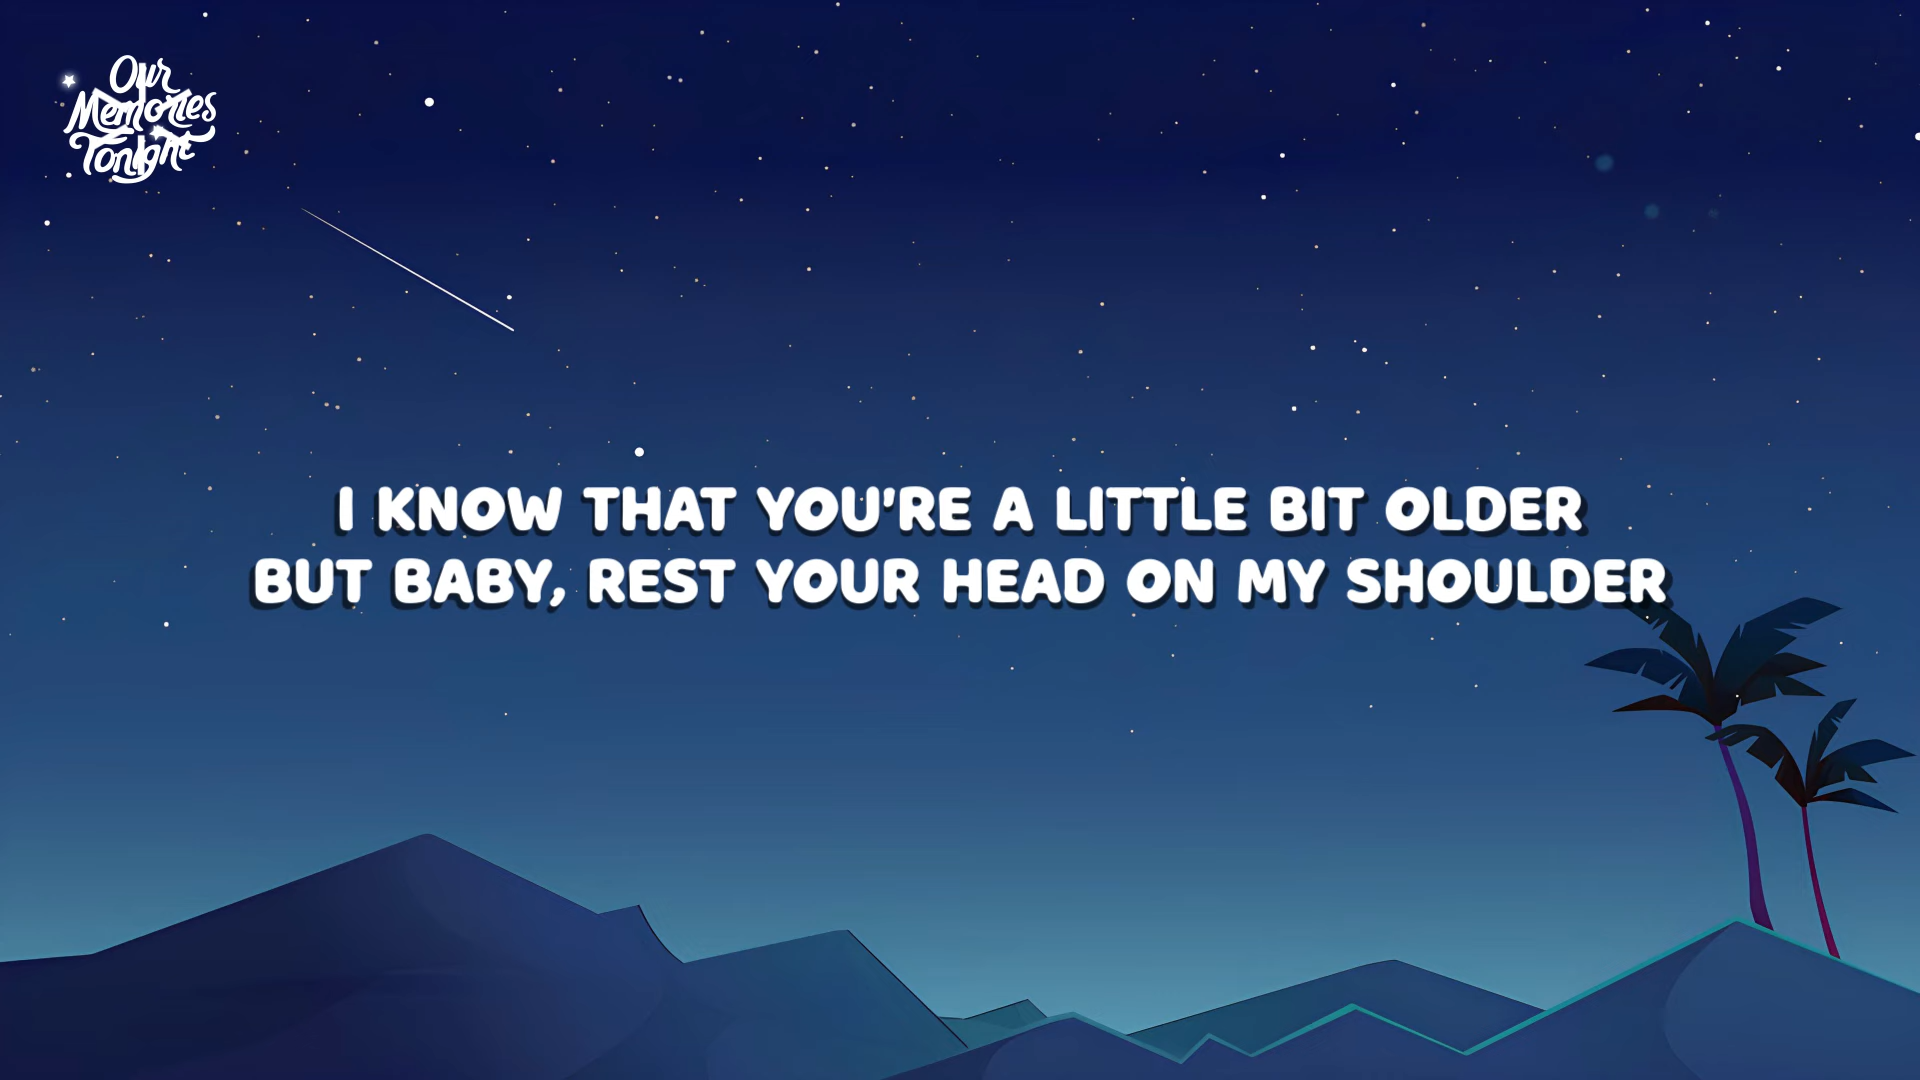 Our
Memories
Tonight
I KNOW THAT YOU'RE A LITTLE BIT OLDER
BUT BABY, REST YOUR HEAD ON MY SHOULDER